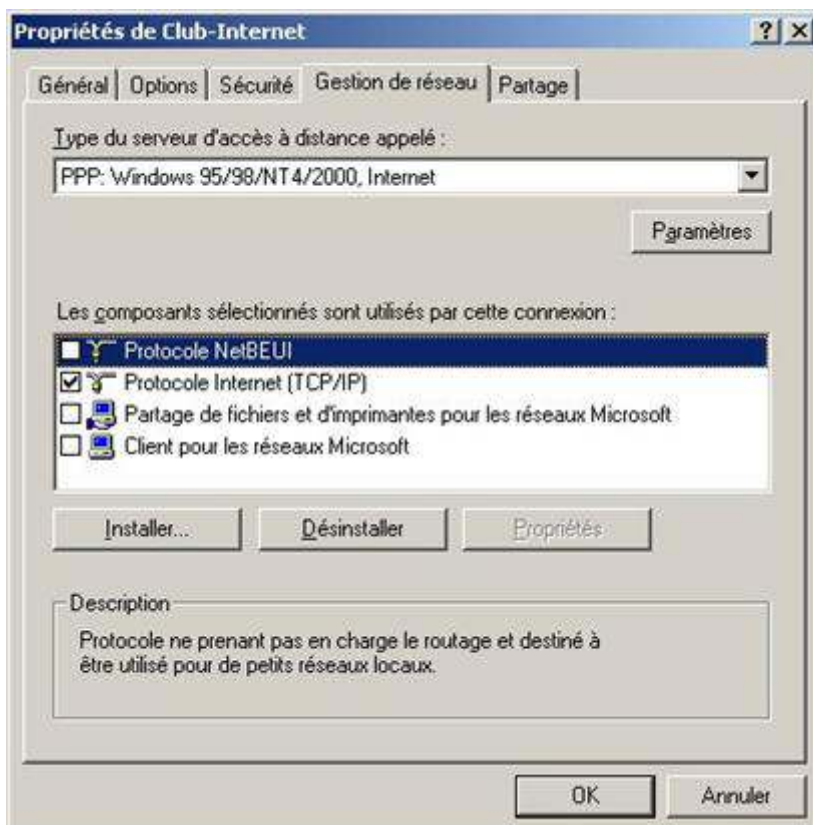 Propriétés de Club-Internet
Général Options Sécurité Gestion de réseau Partage
Type du serveur d'accès à distance appelé :
PPP: Windows 95/98/NT4/2000, Internet
Paramètres
Les composants sélectionnés sont utilisés par cette connexion :
Protocole NetBEUI
Protocole Internet (TCP/IP)
Partage de fichiers et d'imprimantes pour les réseaux Microsoft
Client pour les réseaux Microsoft
Installer... Désinstaller Propriétés
Description
Protocole ne prenant pas en charge le routage et destiné à
être utilisé pour de petits réseaux locaux.
OK Annuler